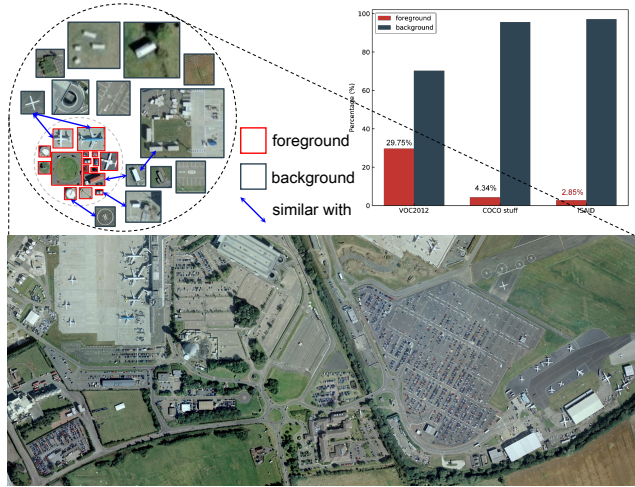 foreground
background
similar with
foreground
background
Percentage (%)
100
80
60
40
20
0
29.75%
4.34%
2.85%
VOC2012
COCO stuff
iSAID